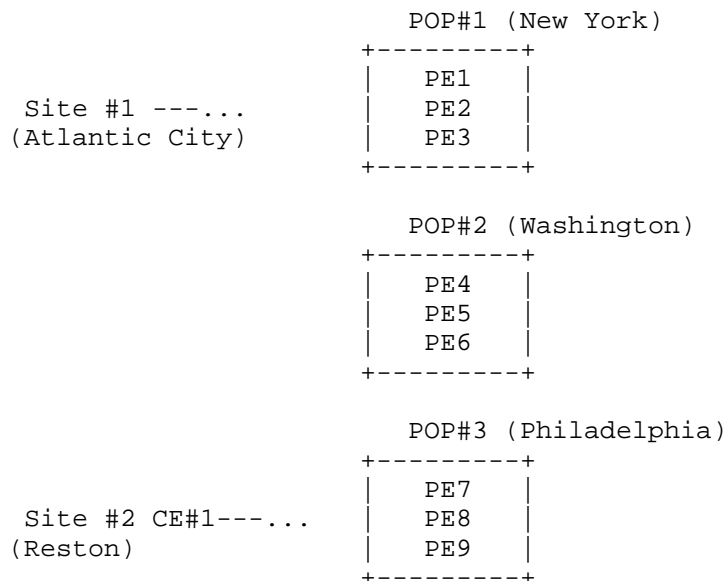 POP#1 (New York)
                        +---------+
                        |   PE1   |
 Site #1 ---...         |   PE2   |
(Atlantic City)         |   PE3   |
                        +---------+

                           POP#2 (Washington)
                        +---------+
                        |   PE4   |
                        |   PE5   |
                        |   PE6   |
                        +---------+

                           POP#3 (Philadelphia)
                        +---------+
                        |   PE7   |
 Site #2 CE#1---...     |   PE8   |
(Reston)                |   PE9   |
                        +---------+